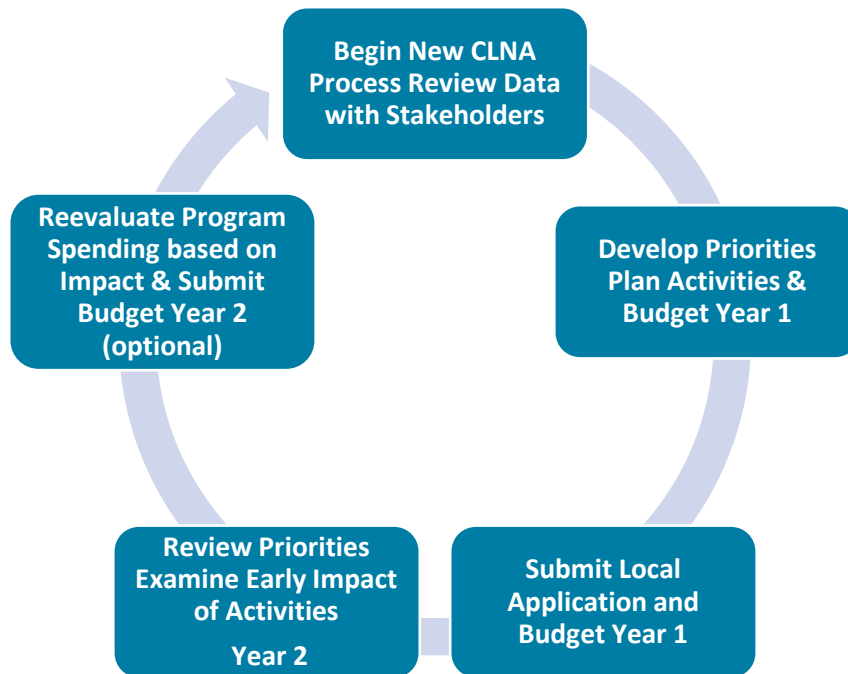 Begin New CLNA
Process Review Data
with Stakeholders
Develop Priorities
Plan Activities &
Budget Year 1
Submit Local
Application and
Budget Year 1
Review Priorities
Examine Early Impact
of Activities
Year 2
Reevaluate Program
Spending based on
Impact & Submit
Budget Year 2
(optional)